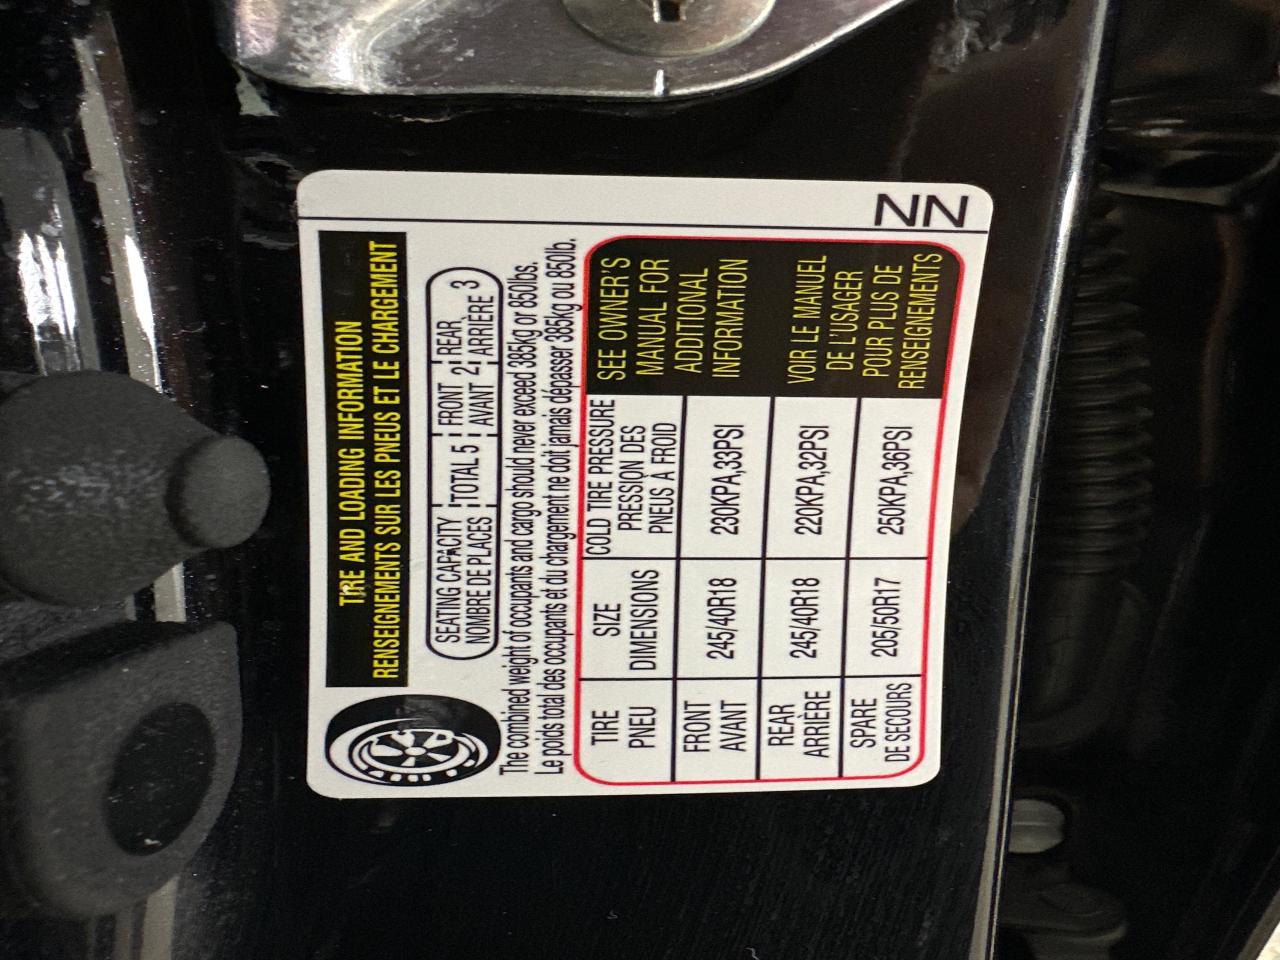 TIRE AND LOADING INFORMATION
RENSEIGNEMENTS SUR LES PNEUS ET LE CHARGEMENT
SEATING CAPACITY TOTAL 5 FRONT 2 REAR 3
NOMBRE DE PLACES AVANT ARRIÈRE
The combined weight of occupants and cargo should never exceed 385kg or 850lbs.
Le poids total des occupants et du chargement ne doit jamais dépasser 385kg ou 850lb.
TIRE SIZE COLD TIRE PRESSURE
PNEU DIMENSIONS PRESSION DES
PNEUS À FROID
FRONT 245/40R18 230KPA,33PSI
AVANT
REAR 245/40R18 220KPA,32PSI
ARRIÈRE
SPARE 205/50R17 250KPA,36PSI
DE SECOURS
SEE OWNER'S
MANUAL FOR
ADDITIONAL
INFORMATION
VOIR LE MANUEL
DE L'USAGER
POUR PLUS DE
RENSEIGNEMENTS
NN